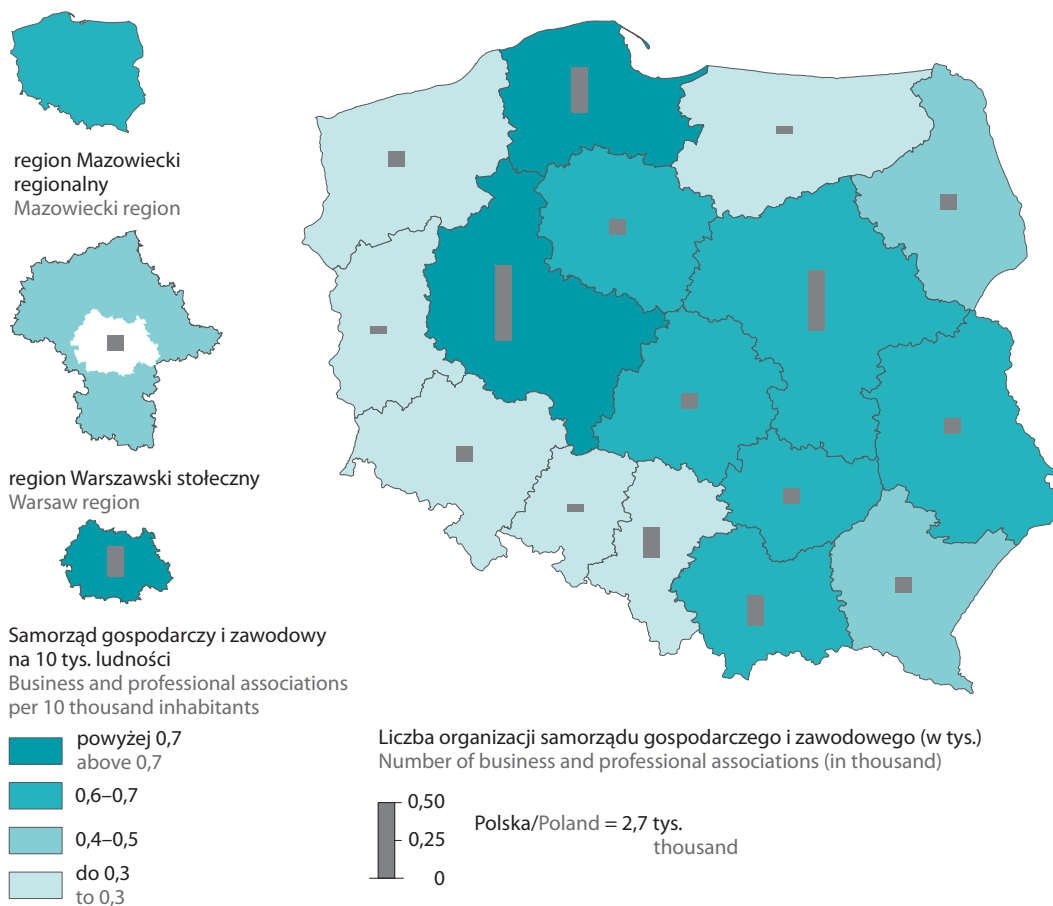 region Mazowiecki
regionalny
Mazowiecki region
region Warszawski stołeczny
Warsaw region
Samorząd gospodarczy i zawodowy
na 10 tys. ludności
Business and professional associations
per 10 thousand inhabitants
powyżej 0,7
above 0,7
0,6–0,7
0,4–0,5
do 0,3
to 0,3
Liczba organizacji samorządu gospodarczego i zawodowego (w tys.)
Number of business and professional associations (in thousand)
0,50
0,25
0
Polska/Poland = 2,7 tys.
thousand